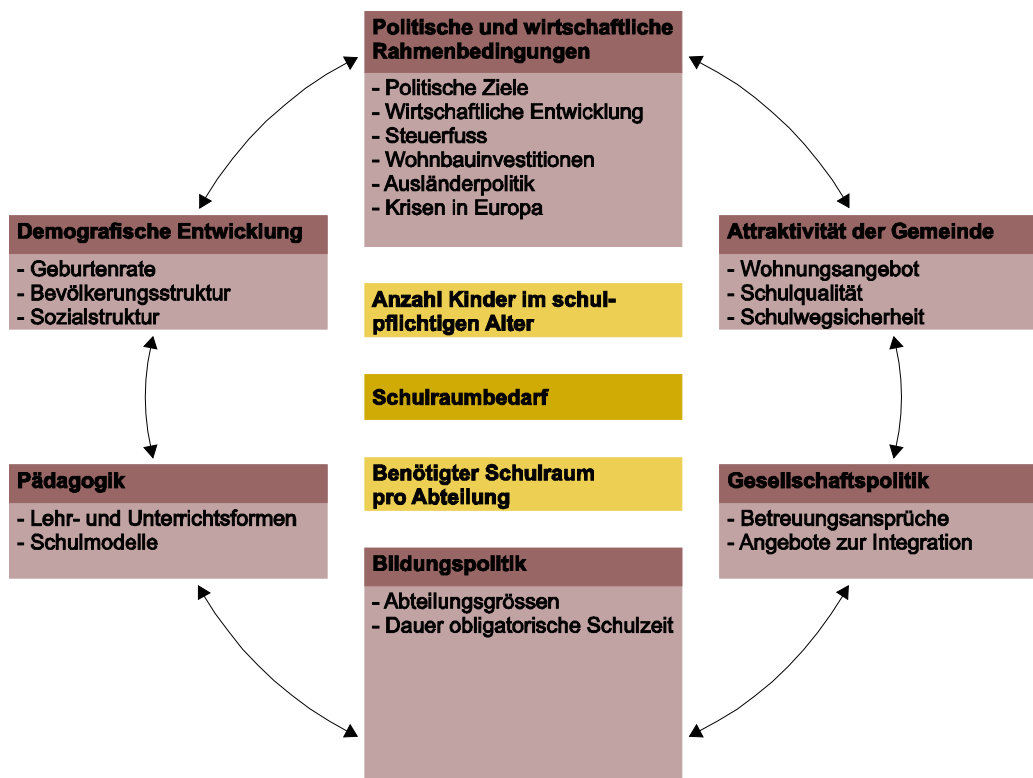 Politische und wirtschaftliche
Rahmenbedingungen
- Politische Ziele
- Wirtschaftliche Entwicklung
- Steuerfuss
- Wohnbauinvestitionen
- Ausländerpolitik
- Krisen in Europa
Demografische Entwicklung
- Geburtenrate
- Bevölkerungsstruktur
- Sozialstruktur
Attraktivität der Gemeinde
- Wohnungsangebot
- Schulqualität
- Schulwegsicherheit
Anzahl Kinder im schul-
pflichtigen Alter
Schulraumbedarf
Benötigter Schulraum
pro Abteilung
Pädagogik
- Lehr- und Unterrichtsformen
- Schulmodelle
Gesellschaftspolitik
- Betreuungsansprüche
- Angebote zur Integration
Bildungspolitik
- Abteilungsgrössen
- Dauer obligatorische Schulzeit